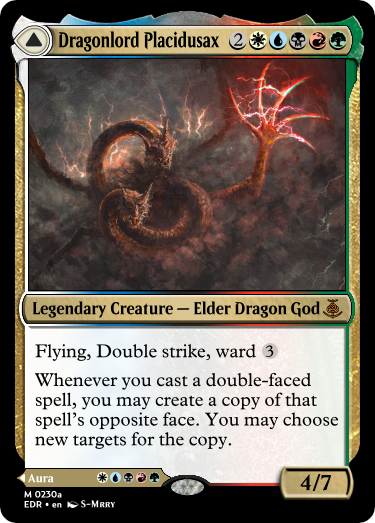 Dragonlord Placidusax 2
Legendary Creature — Elder Dragon God
Flying, Double strike, ward 3
Whenever you cast a double-faced
spell, you may create a copy of that
spell's opposite face. You may choose
new targets for the copy.
Aura
4/7
M 0230a
EDR • en S-Mrry